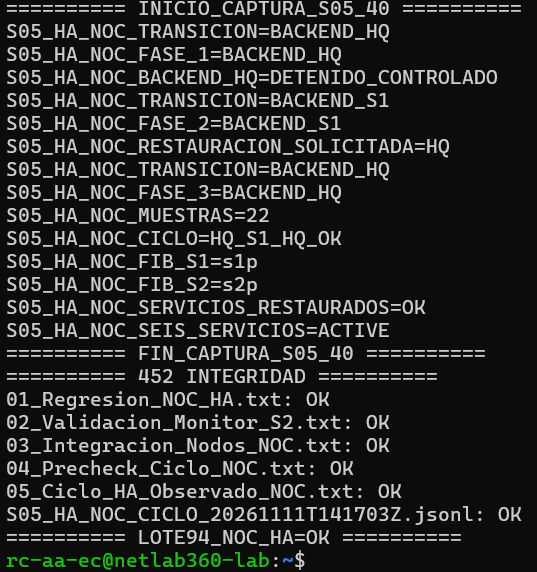 ========== INICIO_CAPTURA_S05_40 ==========
S05_HA_NOC_TRANSICION=BACKEND_HQ
S05_HA_NOC_FASE_1=BACKEND_HQ
S05_HA_NOC_BACKEND_HQ=DETENIDO_CONTROLADO
S05_HA_NOC_TRANSICION=BACKEND_S1
S05_HA_NOC_FASE_2=BACKEND_S1
S05_HA_NOC_RESTAURACION_SOLICITADA=HQ
S05_HA_NOC_TRANSICION=BACKEND_HQ
S05_HA_NOC_FASE_3=BACKEND_HQ
S05_HA_NOC_MUESTRAS=22
S05_HA_NOC_CICLO=HQ_S1_HQ_OK
S05_HA_NOC_FIB_S1=s1p
S05_HA_NOC_FIB_S2=s2p
S05_HA_NOC_SERVICIOS_RESTAURADOS=OK
S05_HA_NOC_SEIS_SERVICIOS=ACTIVE
========== FIN_CAPTURA_S05_40 ==========
========== 452 INTEGRIDAD ==========
01_Regresion_NOC_HA.txt: OK
02_Validacion_Monitor_S2.txt: OK
03_Integracion_Nodos_NOC.txt: OK
04_Precheck_Ciclo_NOC.txt: OK
05_Ciclo_HA_Observado_NOC.txt: OK
S05_HA_NOC_CICLO_20261111T141703Z.jsonl: OK
========== LOTE94_NOC_HA=OK ==========
rc-aa-ec@netlab360-lab:~$